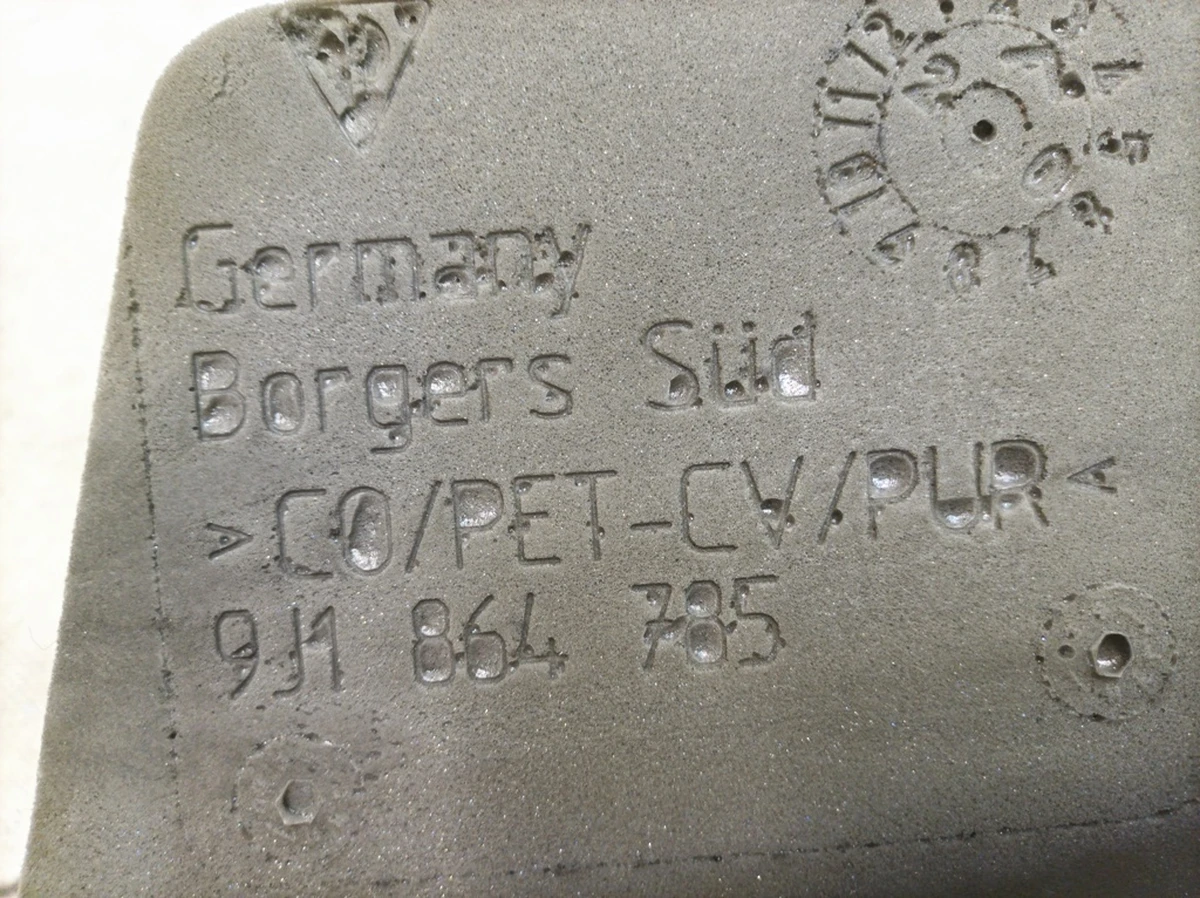 Germany
Borgers Süd
>CO/PET-CV/PUR<
9J1 864 785